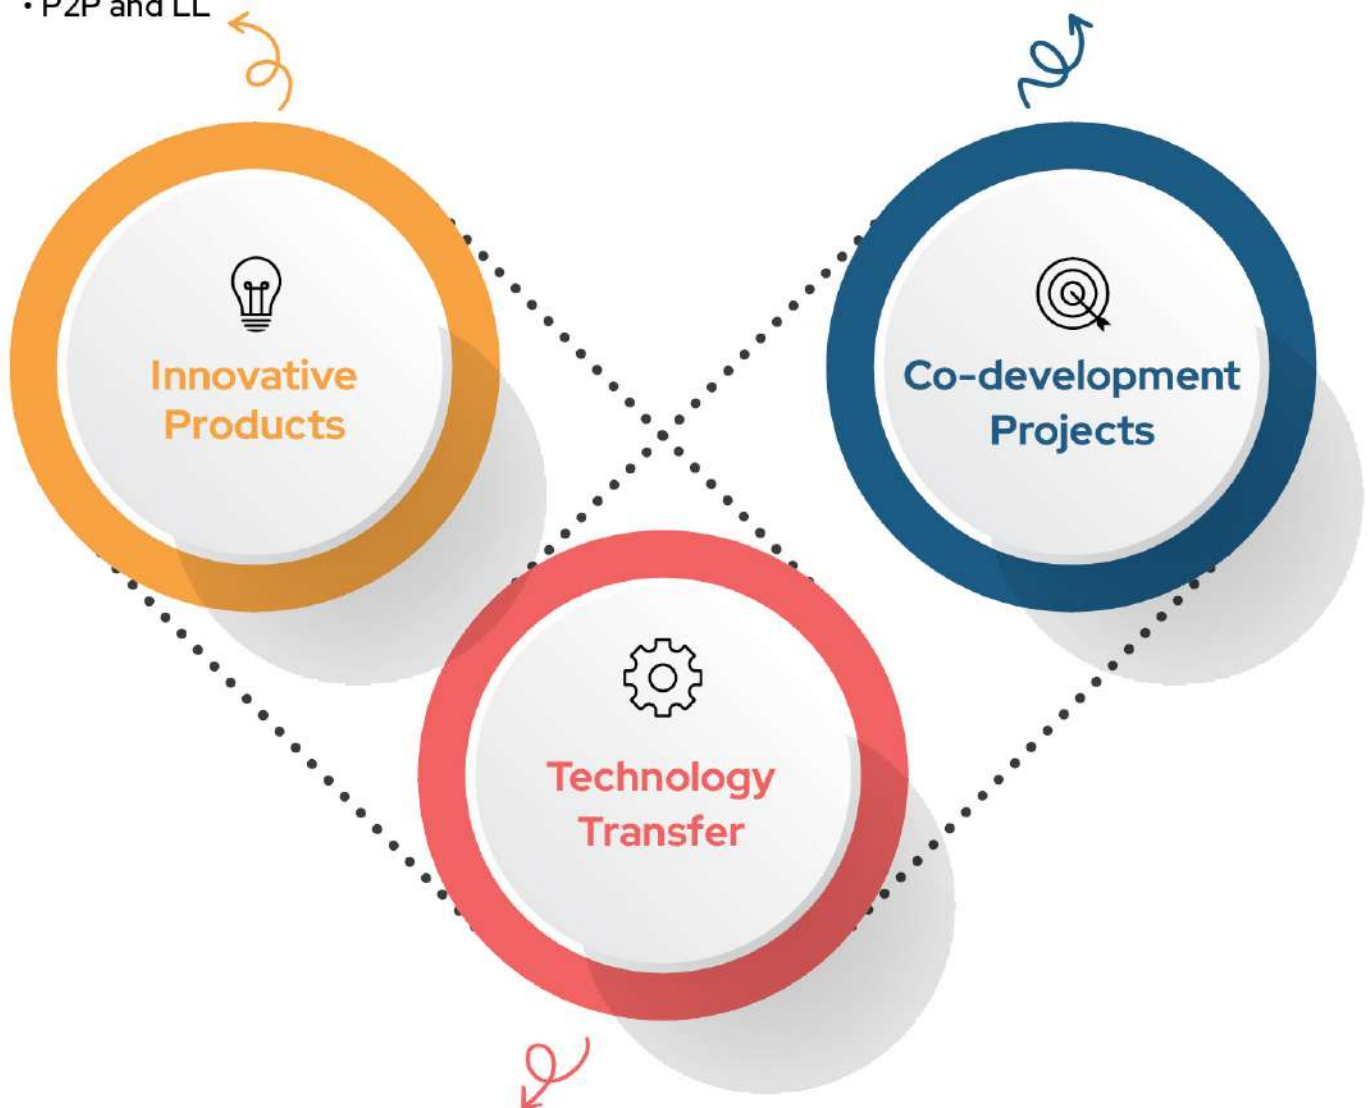 • P2P and LL
Innovative
Products
Co-development
Projects
Technology
Transfer